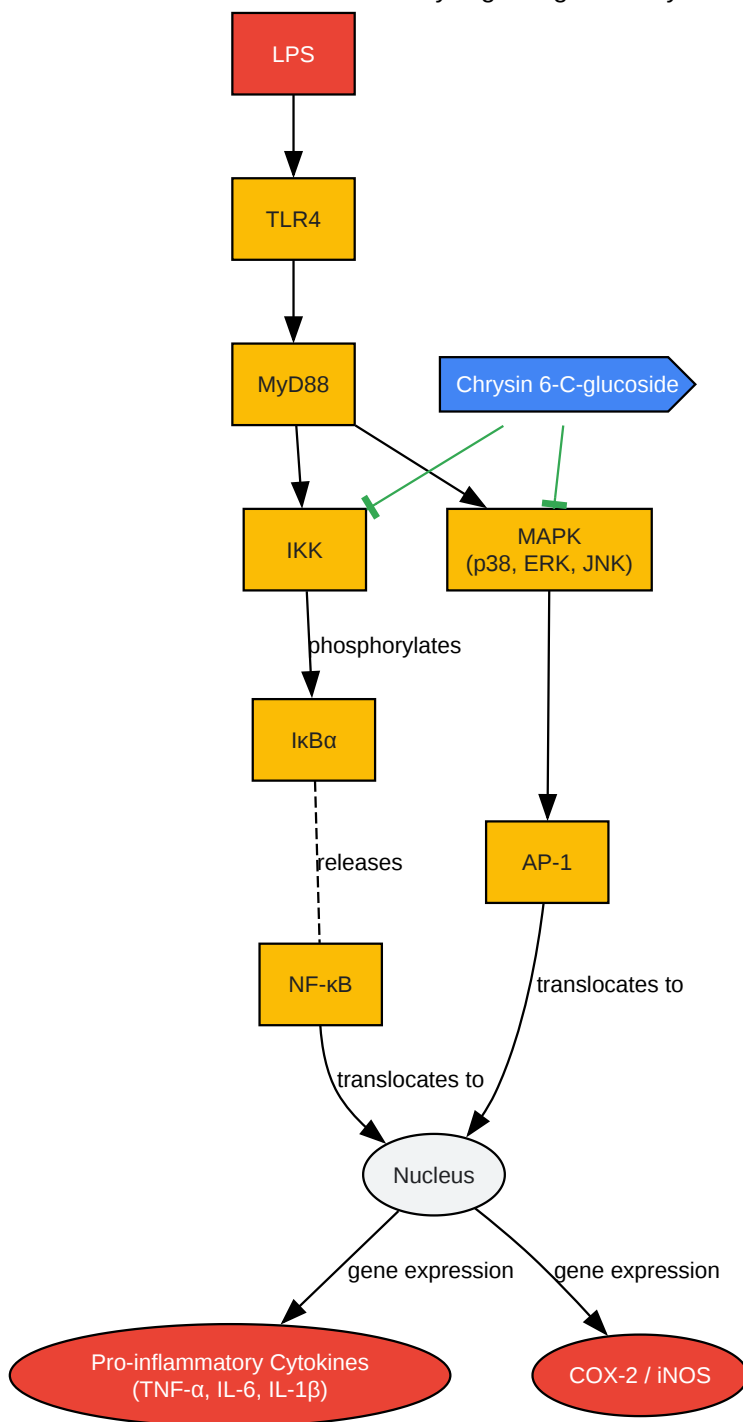 LPS
TLR4
MyD88
Chrysin 6-C-glucoside
IKK
MAPK
(p38, ERK, JNK)
phosphorylates
IκBα
releases
AP-1
NF-κB
translocates to
translocates to
Nucleus
gene expression
gene expression
Pro-inflammatory Cokines
(TNF-α, IL-6, IL-1β)
COX-2 / iNOS